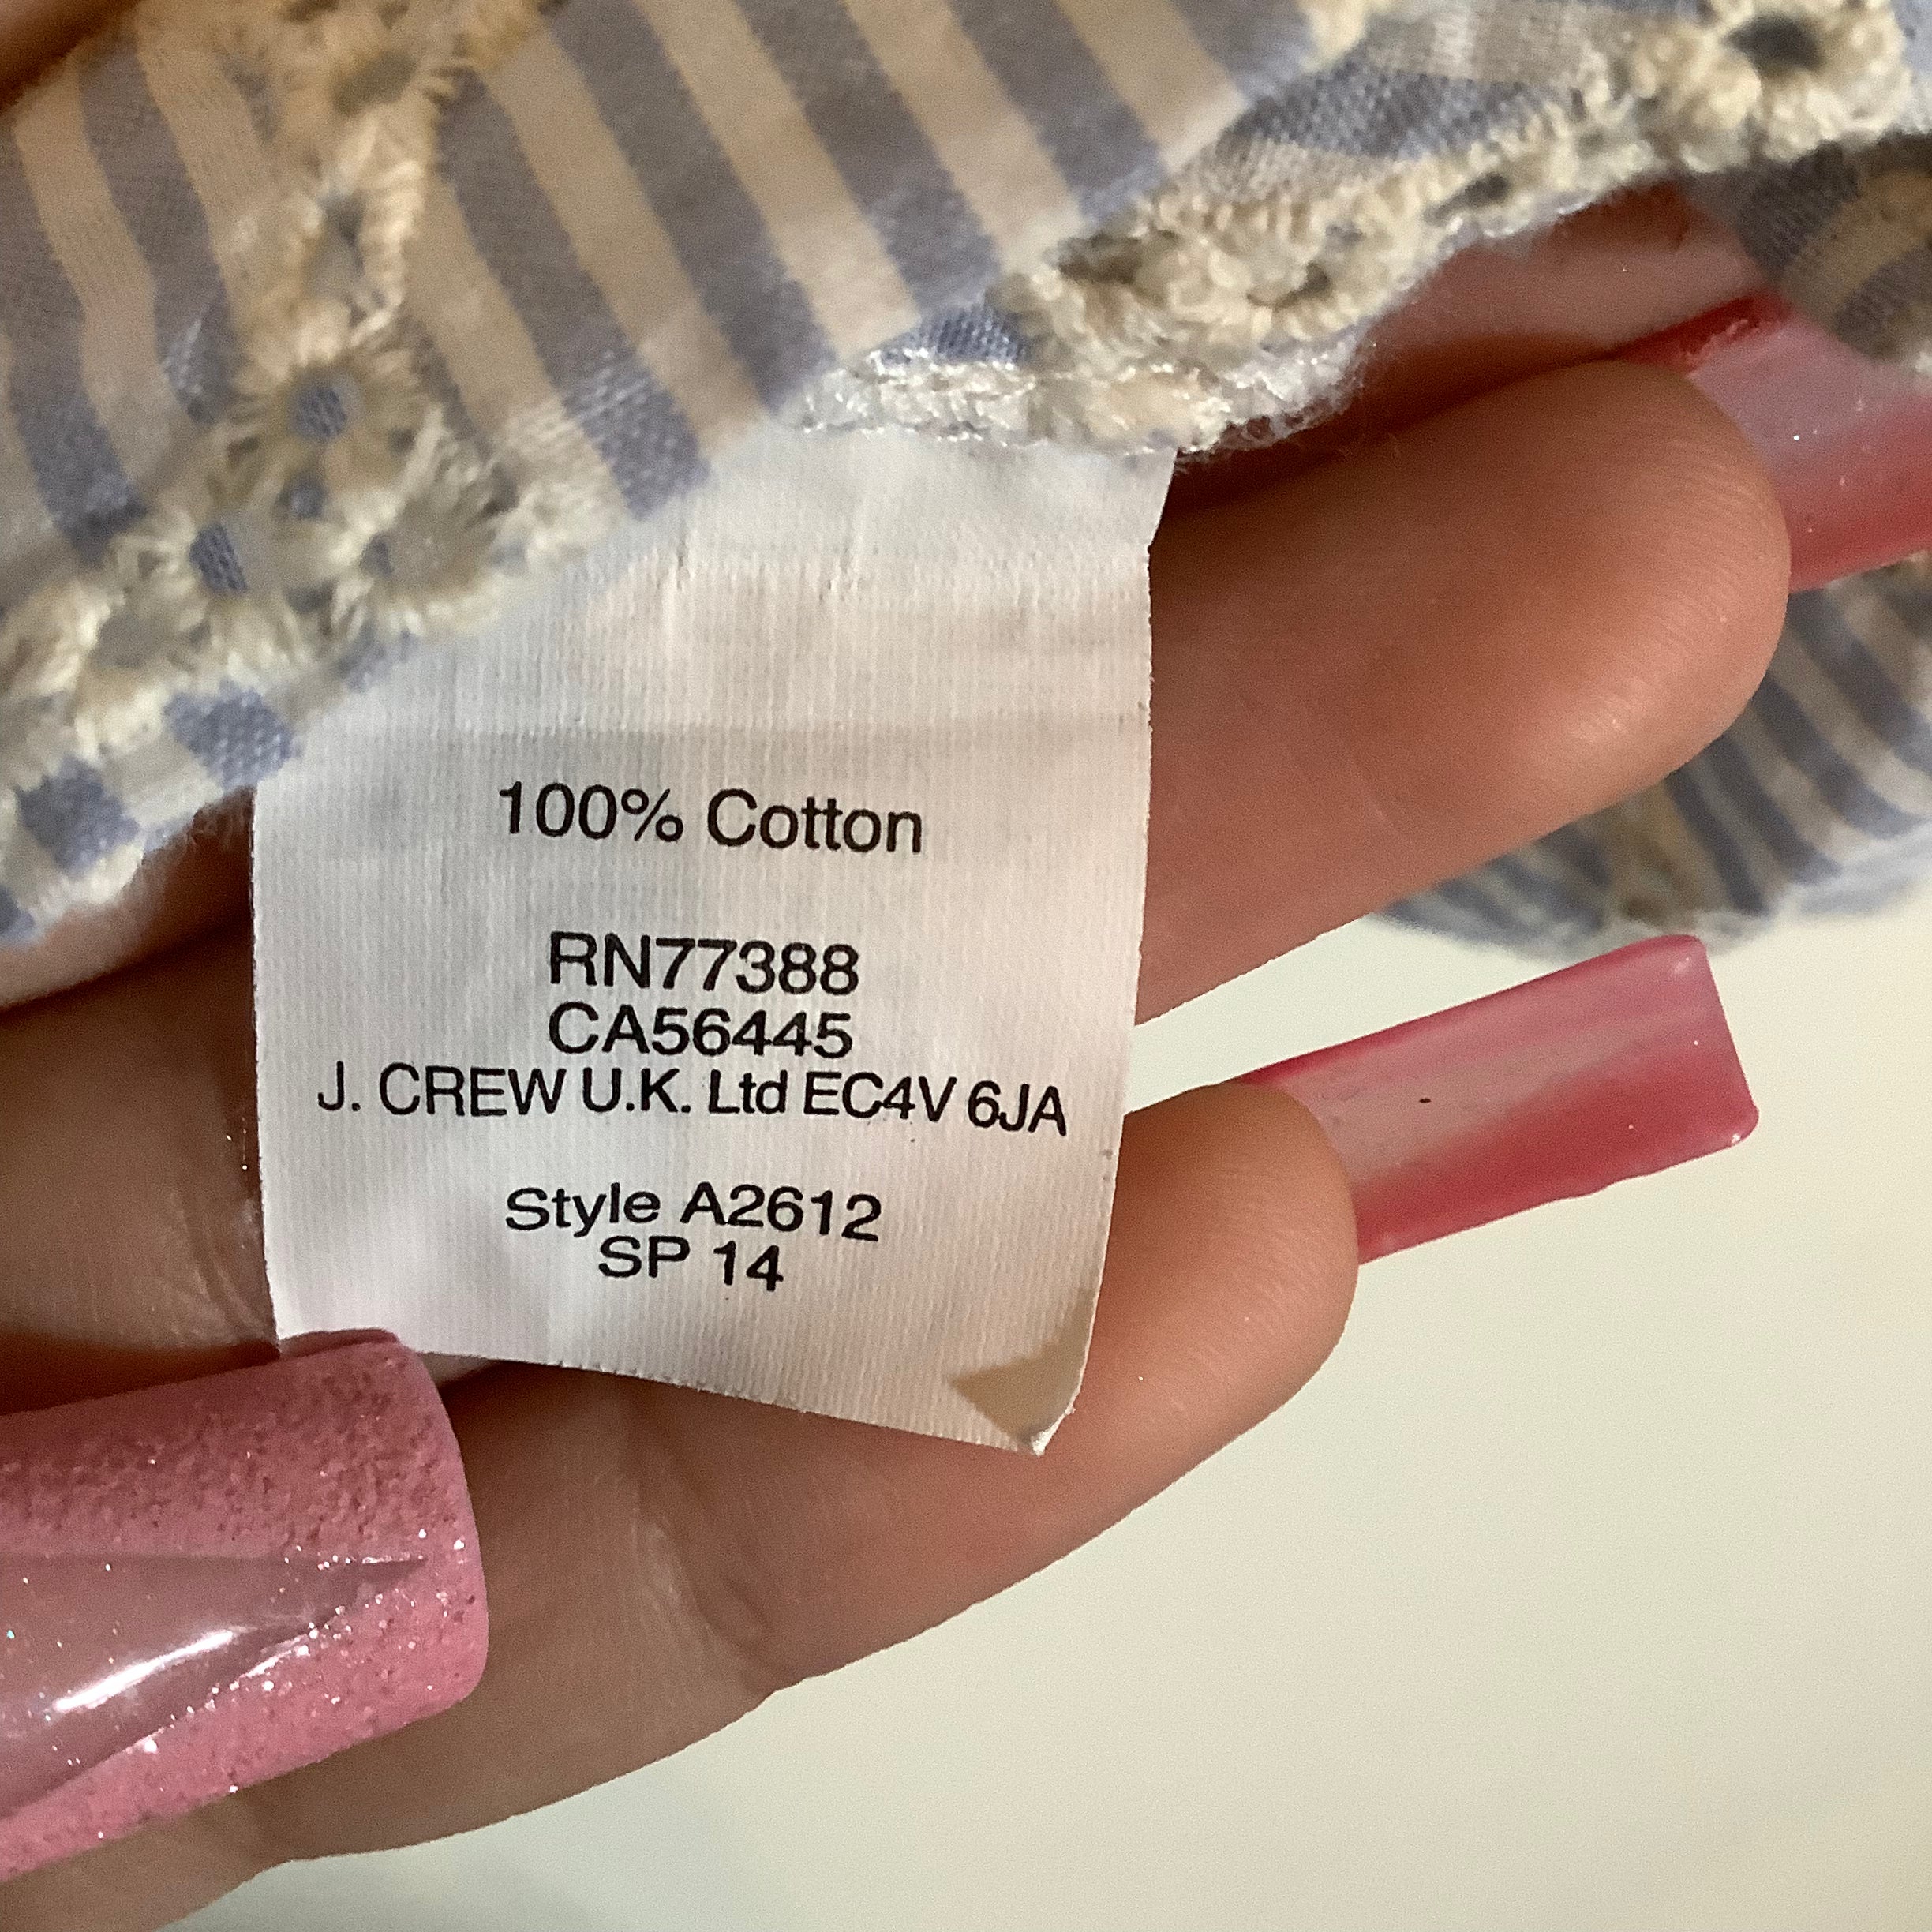 100% Cotton
RN77388
CA56445
J. CREW U.K. Ltd EC4V 6JA
Style A2612
SP 14